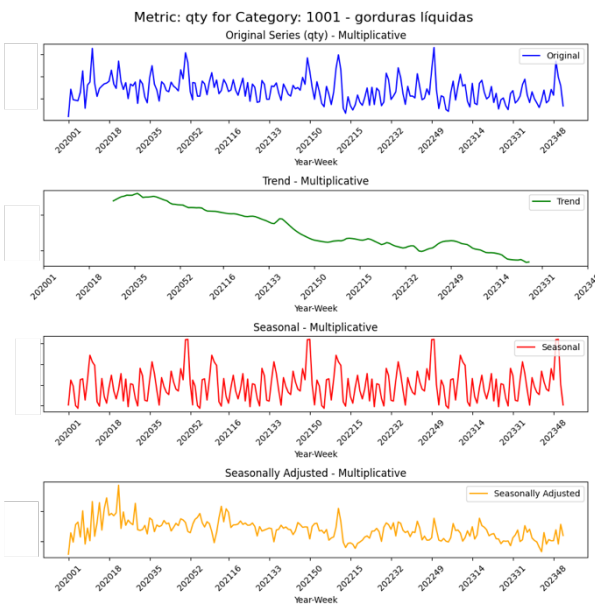 Metric: qty for Category: 1001 - gorduras líquidas
Original Series (qty) - Multiplicative
Original
202001 202018 202035 202052 202116 202133 202150 202215 202232 202249 202314 202331 202348
Year-Week
Trend - Multiplicative
Trend
202001 202018 202035 202052 202116 202133 202150 202215 202232 202249 202314 202331 202348
Year-Week
Seasonal - Multiplicative
Seasonal
202001 202018 202035 202052 202116 202133 202150 202215 202232 202249 202314 202331 202348
Year-Week
Seasonally Adjusted - Multiplicative
Seasonally Adjusted
202001 202018 202035 202052 202116 202133 202150 202215 202232 202249 202314 202331 202348
Year-Week